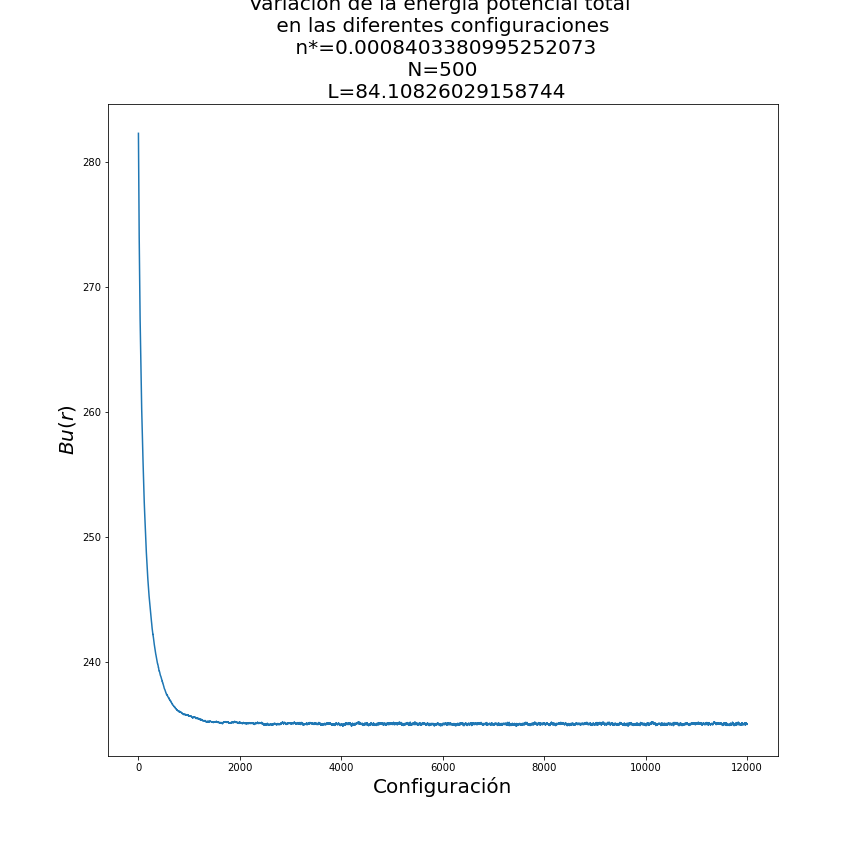 Variación de la energía potencial total
en las diferentes configuraciones
n*=0.0008403380995252073
N=500
L=84.10826029158744
280
270
260
250
240
Bu(r)
0 2000 4000 6000 8000 10000 12000
Configuración